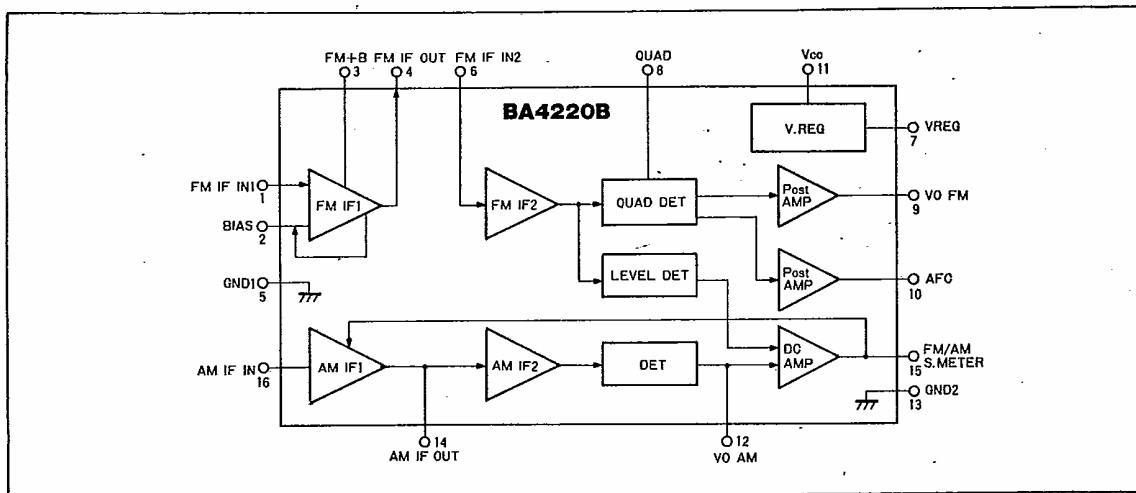 FM+B FM IF OUT FM IF IN2 QUAD Vcc
3 4 6 8 11
BA4220B
V.REG
VREG
7
FM IF IN1
1
FM IF1
FM IF2
QUAD DET
Post AMP
VO FM
9
BIAS
2
LEVEL DET
Post AMP
AFC
10
GND1
5
AM IF IN
16
AM IF1
AM IF2
DET
DC AMP
FM/AM
S.METER
15
GND2
13
14
AM IF OUT
12
VO AM